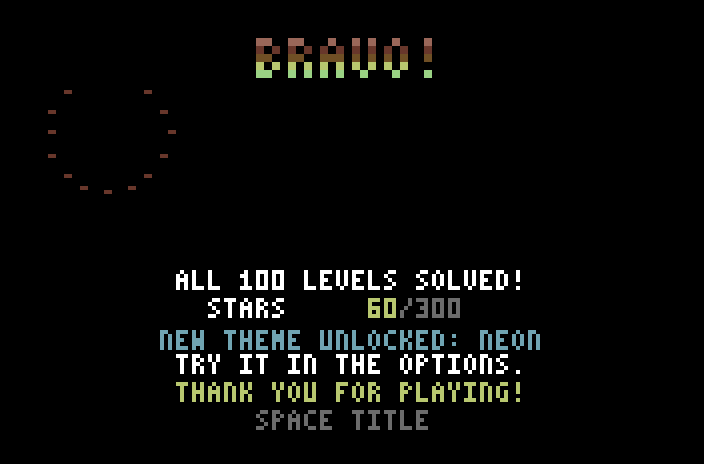 BRAVO!
ALL 100 LEVELS SOLVED!
STARS 60/300
NEW THEME UNLOCKED: NEON
TRY IT IN THE OPTIONS.
THANK YOU FOR PLAYING!
SPACE TITLE